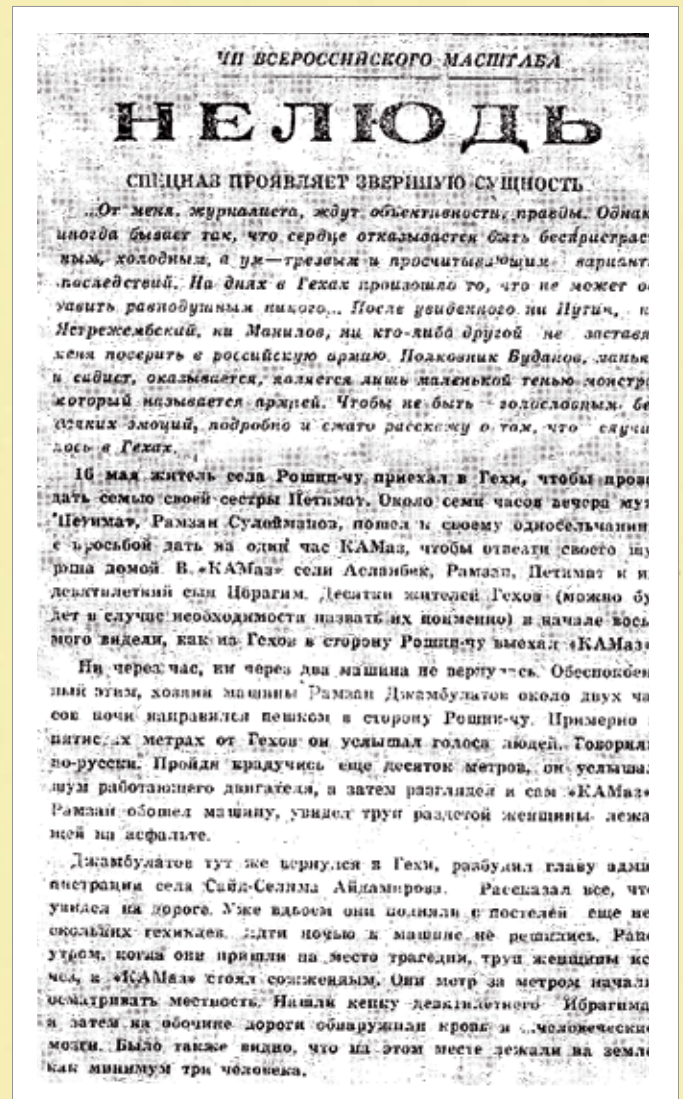 ЧП ВСЕРОССИЙСКОГО МАСШТАБА
НЕЛЮДЬ
СПЕЦНАЗ ПРОЯВЛЯЕТ ЗВЕРИНУЮ СУЩНОСТЬ
...От меня, журналиста, ждут объективности, правды. Однак
иногда бывает так, что сердце отказывается быть беспристрас
ным, холодным, а ум—трезвым и просчитывающим вариант
последствий. На днях в Гехах произошло то, что не может о
тавить равнодушным никого... После увиденного ни Путин, н
Ястрежембский, ни Манилов, ни кто-либо другой не заставя
меня поверить в российскую армию. Полковник Буданов, манья
и садист, оказывается, является лишь маленькой тенью монстра
который называется армией. Чтобы не быть голословным, бе
всяких эмоций, подробно и сжато расскажу о том, что случи
лось в Гехах.
16 мая житель села Рошни-чу приехал в Гехи, чтобы прове
дать семью своей сестры Петимат. Около семи часов вечера муж
Петимат, Рамзан Сулейманов, пошел к своему односельчанин
с просьбой дать на один час КАМаз, чтобы отвезти своего шу
рина домой. В «КАМаз» сели Асланбек, Рамзан, Петимат и и
девятилетний сын Ибрагим. Десятки жителей Гехов (можно бу
дет в случае необходимости назвать их поименно) в начале вось
мого видели, как из Гехов в сторону Рошни-чу выехал «КАМаз»
Ни через час, ни через два машина не вернулась. Обеспокоен
ный этим, хозяин машины Рамзан Джамбулатов около двух ча
сов ночи направился пешком в сторону Рошни-чу. Примерно
пятистах метрах от Гехов он услышал голоса людей. Говорил
по-русски. Пройдя крадучись еще десяток метров, он услыша
шум работающего двигателя, а затем разглядел и сам «КАМаз»
Рамзан обошел машину, увидел труп раздетой женщины лежа
щей на асфальте.
Джамбулатов тут же вернулся в Гехи, разбудил главу адми
нистрации села Сайд-Селима Айдамирова. Рассказал все, что
увидел на дороге. Уже вдвоем они подняли с постелей еще не
скольких гехинцев. Идти ночью к машине не решились. Рано
утром, когда они пришли на место трагедии, труп женщины ис
чез, а «КАМаз» стоял сожженным. Они метр за метром начали
осматривать местность. Нашли кепку девятилетнего Ибрагима
а затем на обочине дороги обнаружили кровь и ...человеческие
мозги. Было также видно, что на этом месте лежали на земле
как минимум три человека.